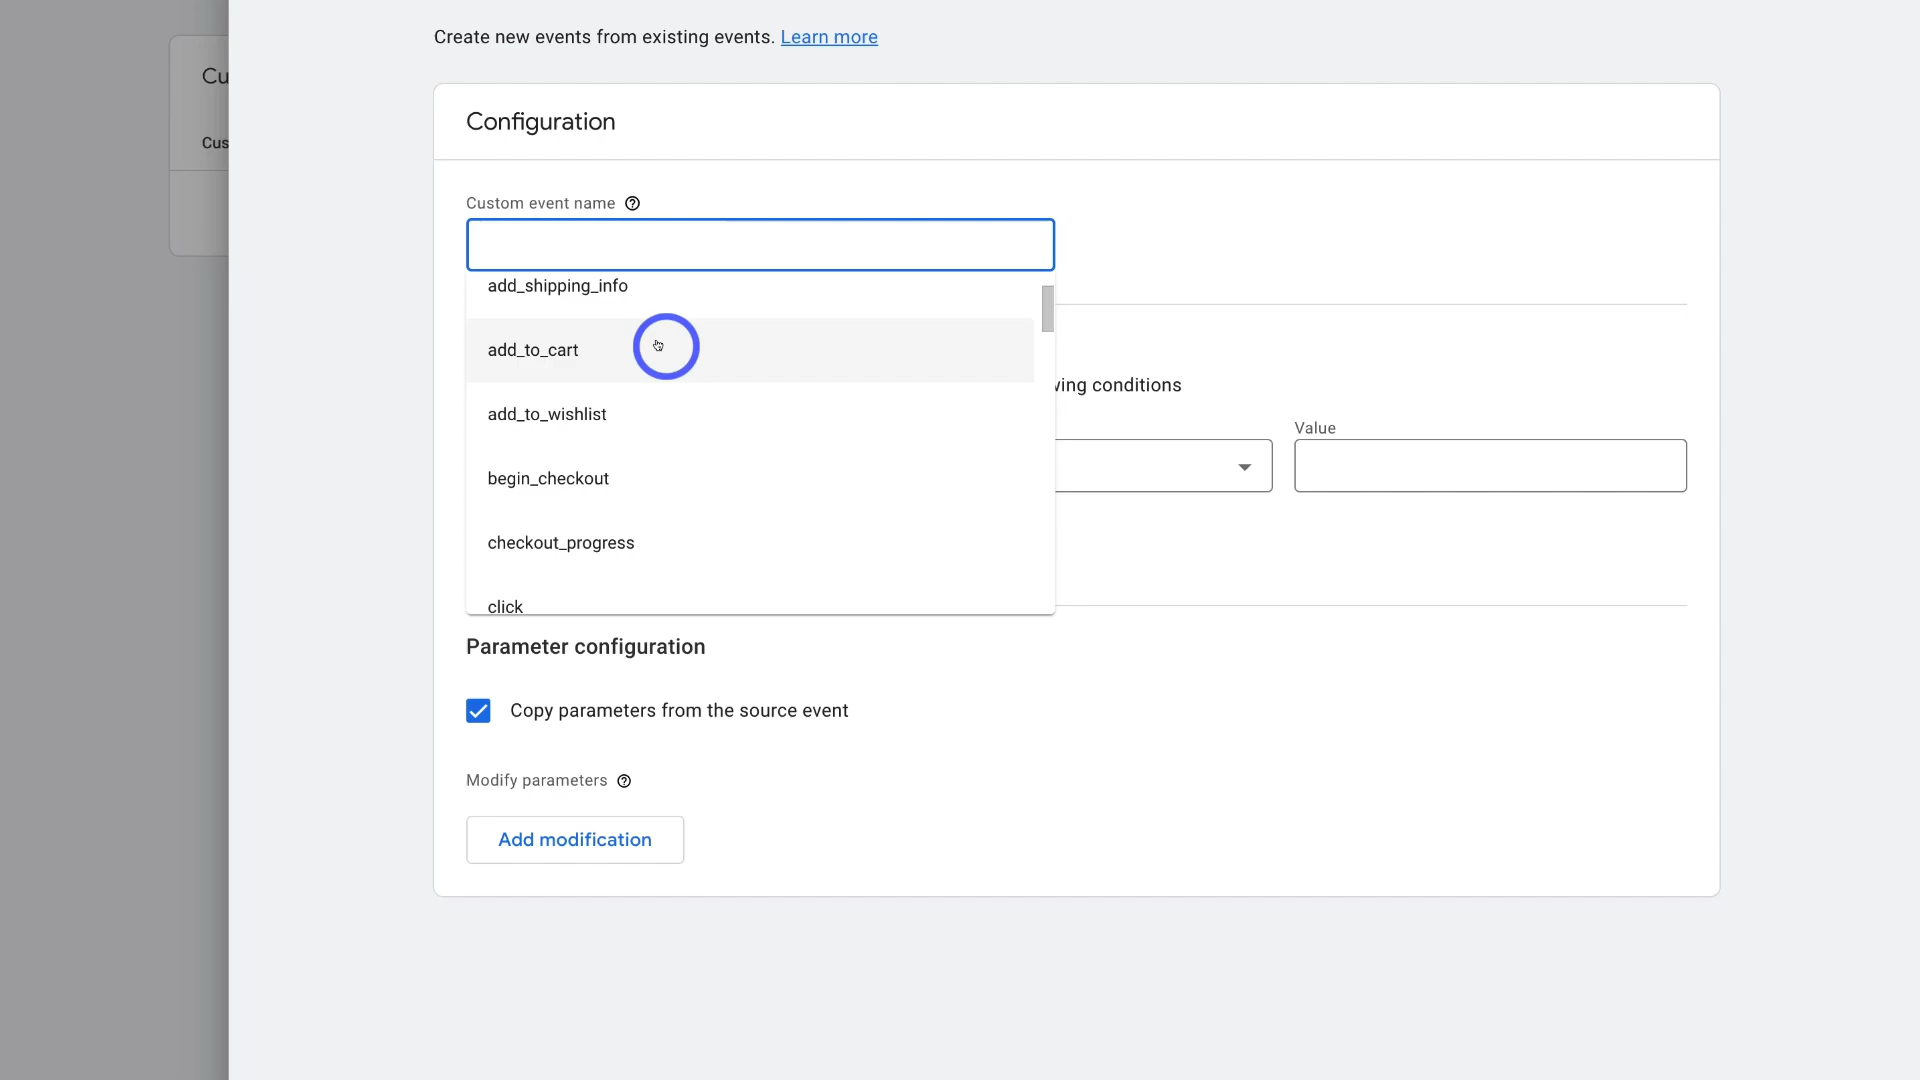 Create new events from existing events. Learn more
Cu
Configuration
Cus
Custom event name
add_shipping_info
add_to_cart
ing conditions
add_to_wishlist
Value
begin_checkout
checkout_progress
click
Parameter configuration
Copy parameters from the source event
Modify parameters
Add modification